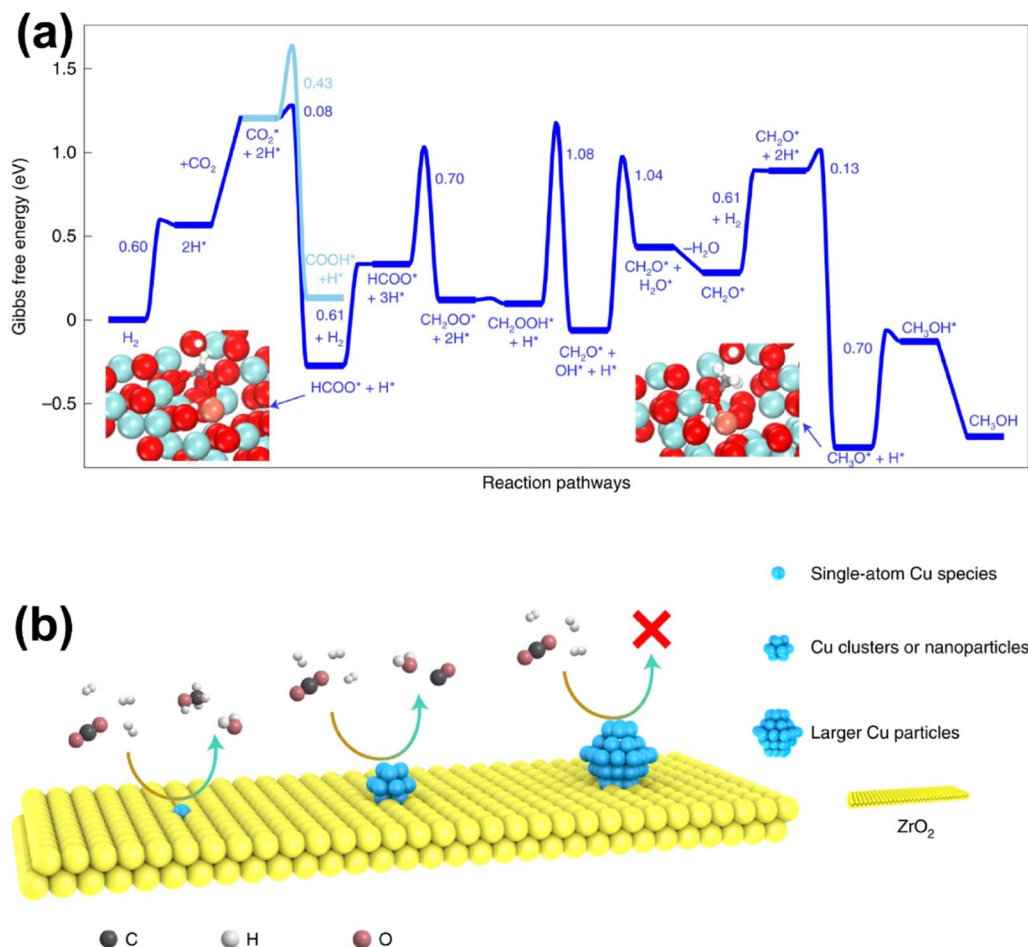 (a)
Gibbs free energy (eV)
1.5
1.0
0.5
0
−0.5
H₂
0.60
2H*
+CO₂
CO₂*
+ 2H*
0.43
0.08
COOH*
+H*
0.61
+ H₂
HCOO* + H*
HCOO*
+ 3H*
0.70
CH₂OO*
+ 2H*
CH₂OOH*
+ H*
1.08
CH₂O* +
OH* + H*
1.04
CH₂O* +
H₂O*
−H₂O
CH₂O*
0.61
+ H₂
CH₂O*
+ 2H*
0.13
CH₃O* + H*
0.70
CH₃OH*
CH₃OH
Reaction pathways
(b)
Single-atom Cu species
Cu clusters or nanoparticles
Larger Cu particles
ZrO₂
C
H
O